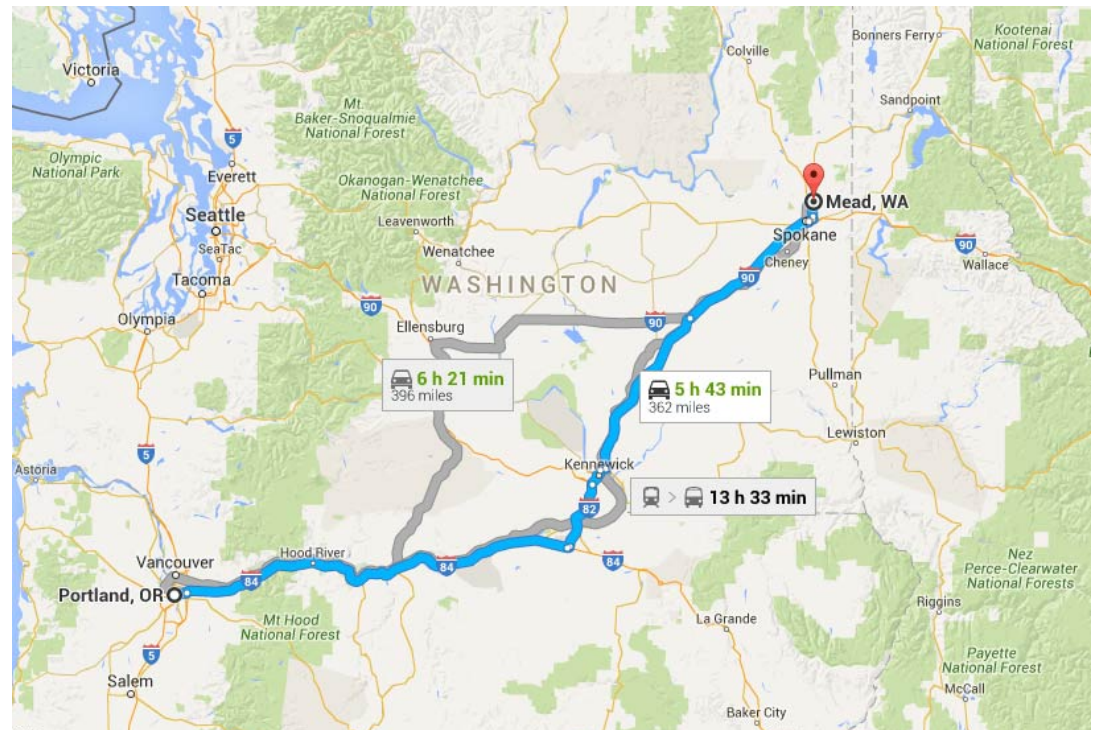 Kootenai
National Forest
Bonners Ferry
Colville
Victoria
Sandpoint
Mt.
Baker-Snoqualmie
National Forest
5
Olympic
National Park
Everett
Okanogan-Wenatchee
National Forest
Mead, WA
Seattle
Leavenworth
Spokane
SeaTac
Wenatchee
90
Cheney
Wallace
90
Tacoma
WASHINGTON
90
Olympia
Ellensburg
90
6 h 21 min
396 miles
5 h 43 min
362 miles
Pullman
Lewiston
5
Astoria
Kennewick
13 h 33 min
82
Hood River
Vancouver
84
84
84
Nez
Perce-Clearwater
National Forests
Portland, OR
Riggins
Mt Hood
National Forest
La Grande
5
Payette
National Forest
Salem
McCall
Baker City